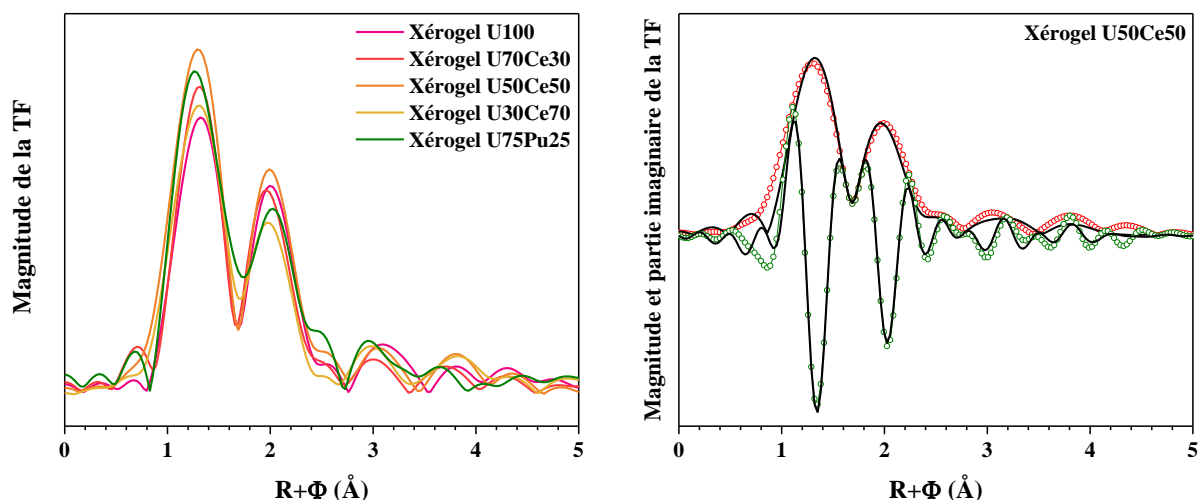 Magnitude de la TF
Xérogel U100
Xérogel U70Ce30
Xérogel U50Ce50
Xérogel U30Ce70
Xérogel U75Pu25
0 1 2 3 4 5
R+Φ (Å)
Magnitude et partie imaginaire de la TF
Xérogel U50Ce50
0 1 2 3 4 5
R+Φ (Å)